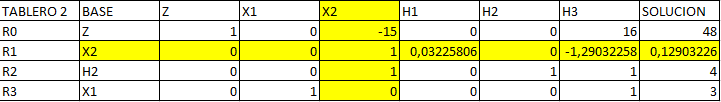 TABLERO 2 BASE Z X1 X2 H1 H2 H3 SOLUCION
R0 Z 1 0 -15 0 0 16 48
R1 X2 0 0 1 0,03225806 0 -1,29032258 0,12903226
R2 H2 0 0 1 0 1 1 4
R3 X1 0 1 0 0 0 1 3